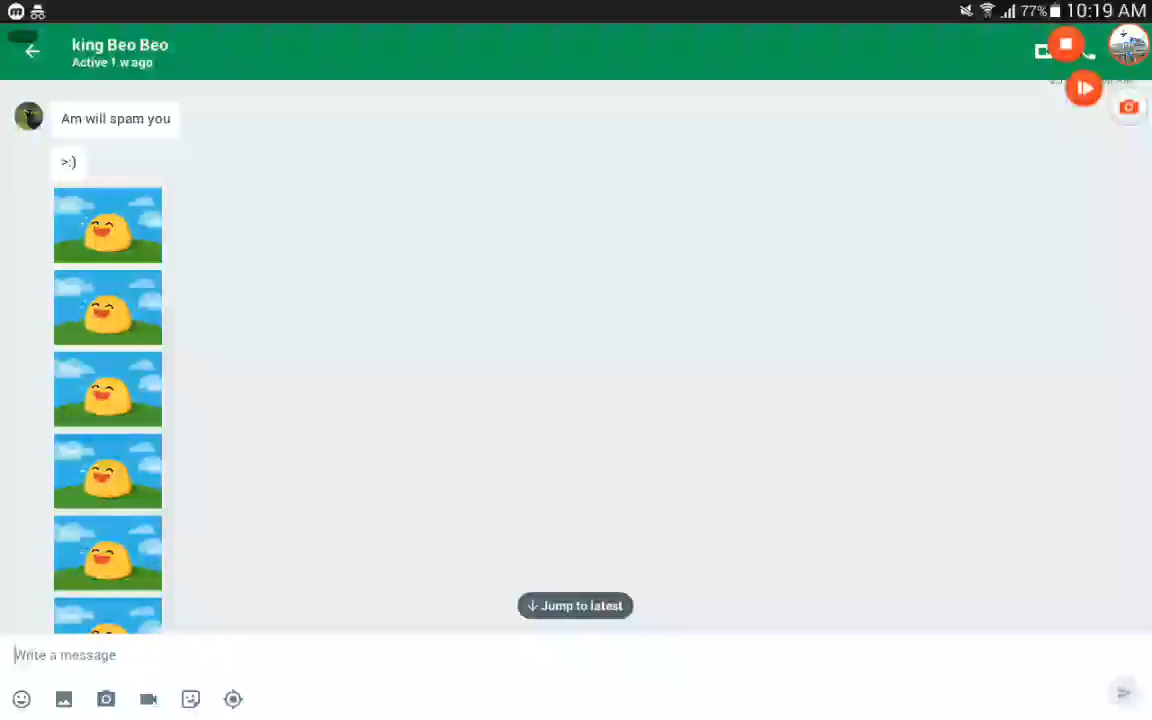 77% 10:19 AM
king Beo Beo
Active 1 w ago
Am will spam you
>:)
Jump to latest
Write a message